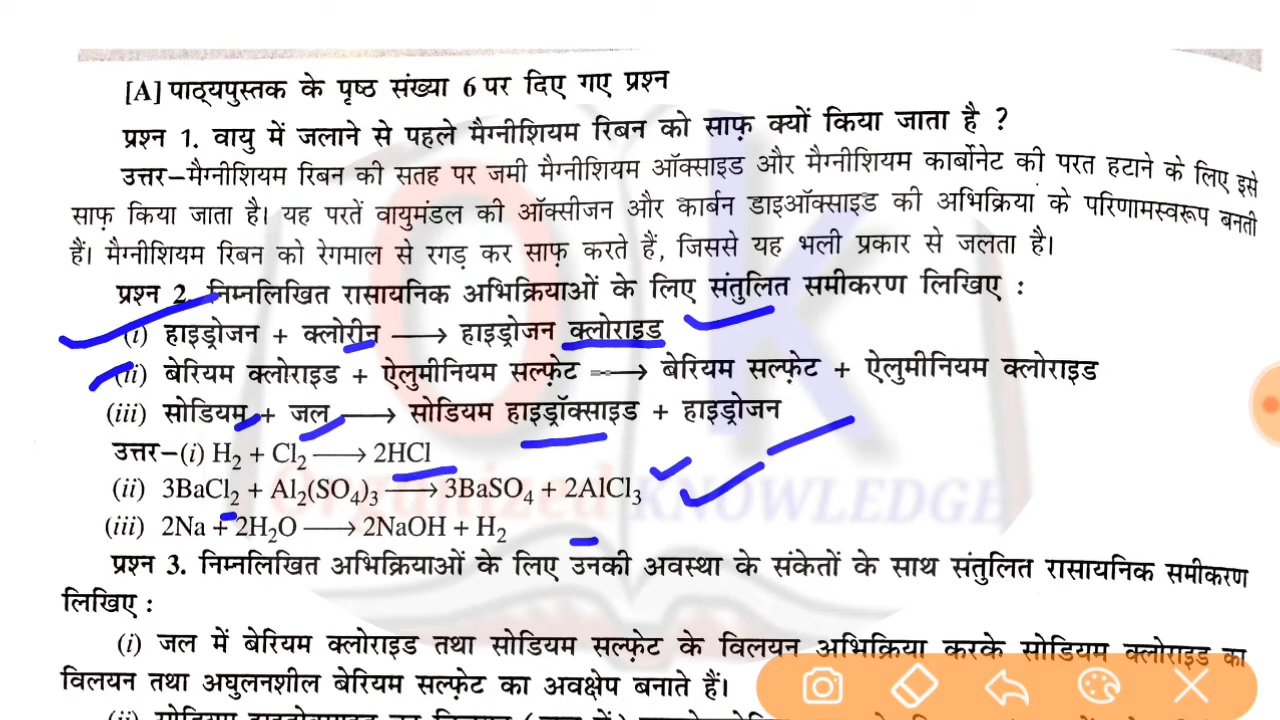 [A] पाठ्यपुस्तक के पृष्ठ संख्या 6 पर दिए गए प्रश्न
प्रश्न 1. वायु में जलाने से पहले मैग्नीशियम रिबन को साफ़ क्यों किया जाता है ?
उत्तर–मैग्नीशियम रिबन की सतह पर जमी मैग्नीशियम ऑक्साइड और मैग्नीशियम कार्बोनेट की परत हटाने के लिए इसे
साफ़ किया जाता है। यह परतें वायुमंडल की ऑक्सीजन और कार्बन डाइऑक्साइड की अभिक्रिया के परिणामस्वरूप बनती
हैं। मैग्नीशियम रिबन को रेगमाल से रगड़ कर साफ़ करते हैं, जिससे यह भली प्रकार से जलता है।
प्रश्न 2. निम्नलिखित रासायनिक अभिक्रियाओं के लिए संतुलित समीकरण लिखिए :
(i) हाइड्रोजन + क्लोरीन ⟶ हाइड्रोजन क्लोराइड
(ii) बेरियम क्लोराइड + ऐलुमीनियम सल्फ़ेट ⟶ बेरियम सल्फ़ेट + ऐलुमीनियम क्लोराइड
(iii) सोडियम + जल ⟶ सोडियम हाइड्रॉक्साइड + हाइड्रोजन
उत्तर–(i) H₂ + Cl₂ ⟶ 2HCl
(ii) 3BaCl₂ + Al₂(SO₄)₃ ⟶ 3BaSO₄ + 2AlCl₃
(iii) 2Na + 2H₂O ⟶ 2NaOH + H₂
Organized KNOWLEDGE
प्रश्न 3. निम्नलिखित अभिक्रियाओं के लिए उनकी अवस्था के संकेतों के साथ संतुलित रासायनिक समीकरण
लिखिए :
(i) जल में बेरियम क्लोराइड तथा सोडियम सल्फ़ेट के विलयन अभिक्रिया करके सोडियम क्लोराइड का
विलयन तथा अघुलनशील बेरियम सल्फ़ेट का अवक्षेप बनाते हैं।